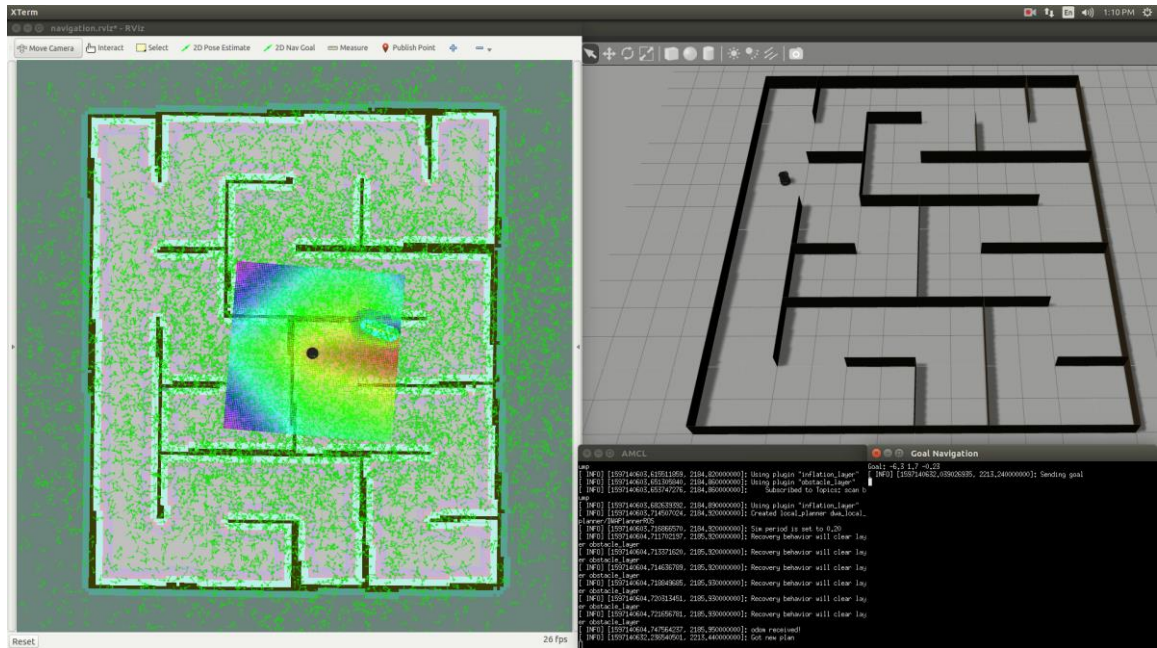 XTerm
En 1:10 PM
navigation.rviz* - RViz
Move Camera Interact Select 2D Pose Estimate 2D Nav Goal Measure Publish Point
Reset
26 fps
AMCL
ump
[ INFO] [1597140603.615511859, 2184.820000000]: Using plugin "inflation_layer"
[ INFO] [1597140603.651305840, 2184.860000000]: Using plugin "obstacle_layer"
[ INFO] [1597140603.653747276, 2184.860000000]: Subscribed to Topics: scan b
ump
[ INFO] [1597140603.682639392, 2184.890000000]: Using plugin "inflation_layer"
[ INFO] [1597140603.714507024, 2184.920000000]: Created local_planner dwa_local_
planner/DWAPlannerROS
[ INFO] [1597140603.716866570, 2184.920000000]: Sim period is set to 0.20
[ INFO] [1597140604.711702197, 2185.920000000]: Recovery behavior will clear lay
er obstacle_layer
[ INFO] [1597140604.713371620, 2185.920000000]: Recovery behavior will clear lay
er obstacle_layer
[ INFO] [1597140604.714636789, 2185.920000000]: Recovery behavior will clear lay
er obstacle_layer
[ INFO] [1597140604.718849685, 2185.930000000]: Recovery behavior will clear lay
er obstacle_layer
[ INFO] [1597140604.720313451, 2185.930000000]: Recovery behavior will clear lay
er obstacle_layer
[ INFO] [1597140604.721656781, 2185.930000000]: Recovery behavior will clear lay
er obstacle_layer
[ INFO] [1597140604.747564237, 2185.950000000]: odom received!
[ INFO] [1597140632.238540501, 2213.440000000]: Got new plan
Goal Navigation
Goal: -6.3 1.7 -0.23
[ INFO] [1597140632.039026935, 2213.240000000]: Sending goal